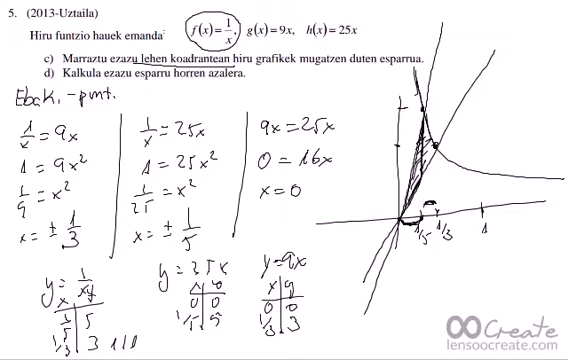 5. (2013-Uztaila)
Hiru funtzio hauek emanda: f(x)=1/x, g(x)=9x, h(x)=25x
c) Marraztu ezazu lehen koadrantean hiru grafikek mugatzen duten esparrua.
d) Kalkula ezazu esparru horren azalera.
Ebak.-punt.
1/x = 9x
1 = 9x²
1/9 = x²
x = ± 1/3
1/x = 25x
1 = 25x²
1/25 = x²
x = ± 1/5
9x = 25x
0 = 16x
x = 0
y = 1/x
x y
1/5 5
1/3 3
y = 25x
x y
0 0
1/5 5
y = 9x
x y
0 0
1/3 3
1/5 1/3 1
Create
lensoocreate.com